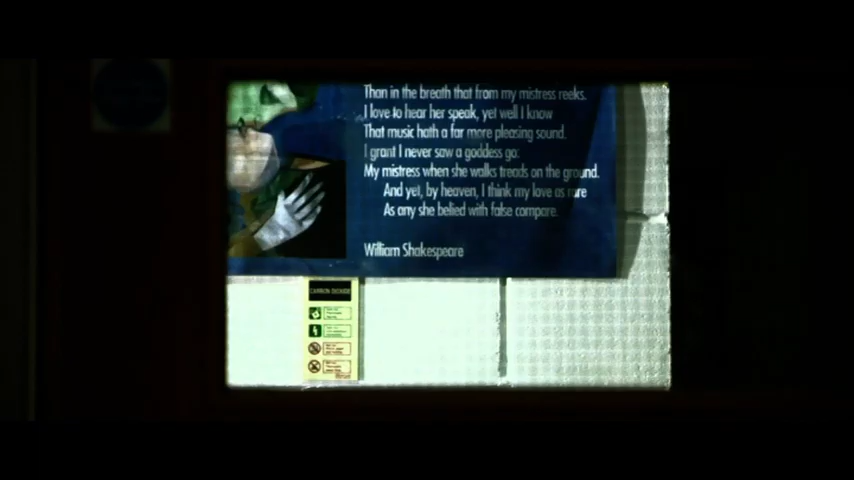 Than in the breath that from my mistress reeks.
I love to hear her speak, yet well I know
That music hath a far more pleasing sound.
I grant I never saw a goddess go:
My mistress when she walks treads on the ground.
And yet, by heaven, I think my love as rare
As any she belied with false compare.
William Shakespeare
CARBON DIOXIDE